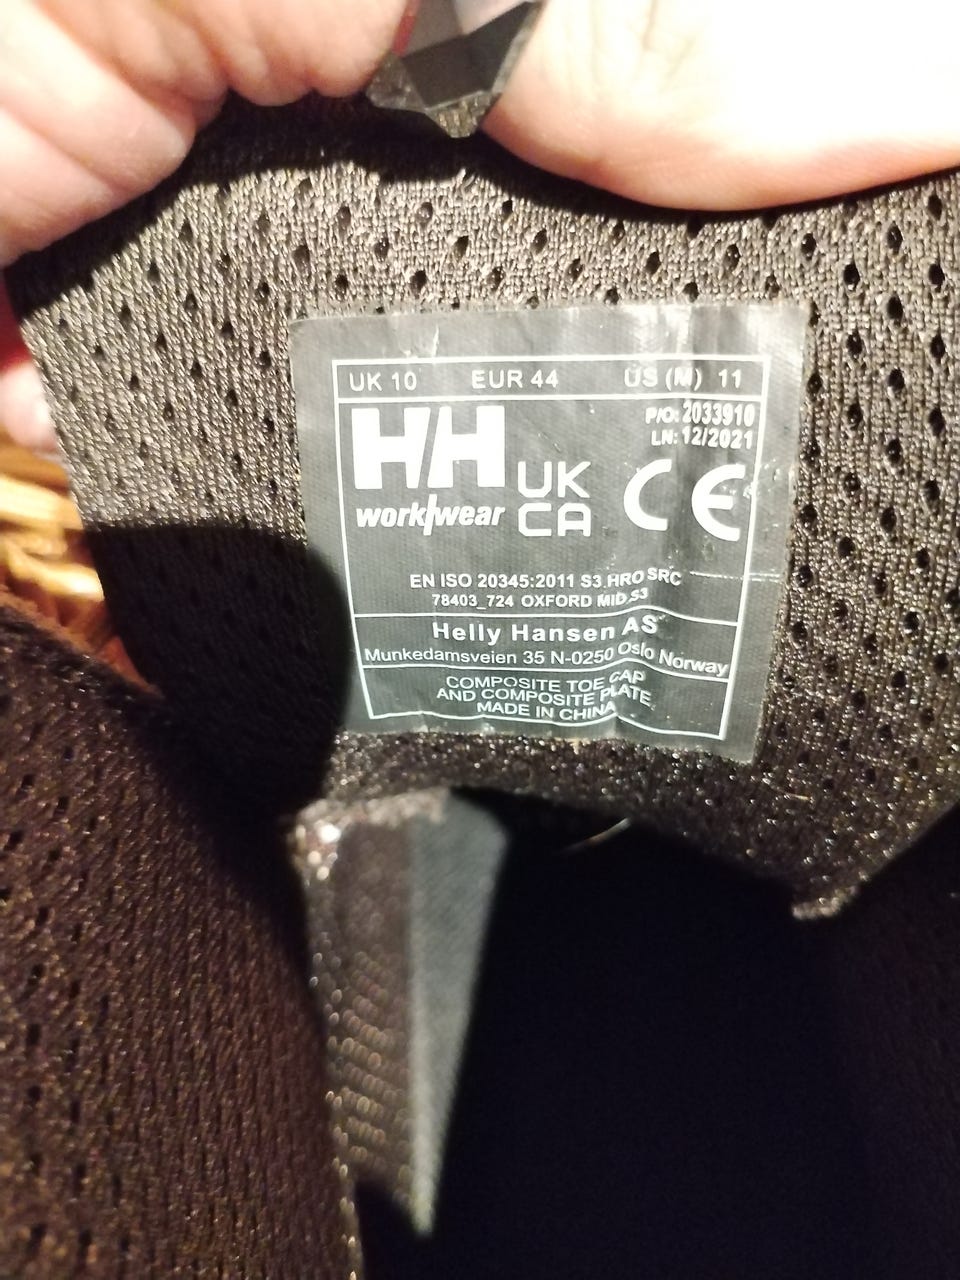 UK 10 EUR 44 US (M) 11
P/O: 2033910
LN: 12/2021
HH
work/wear
UK
CA
CE
EN ISO 20345:2011 S3 HRO SRC
78403_724 OXFORD MID S3
Helly Hansen AS
Munkedamsveien 35 N-0250 Oslo Norway
COMPOSITE TOE CAP
AND COMPOSITE PLATE
MADE IN CHINA